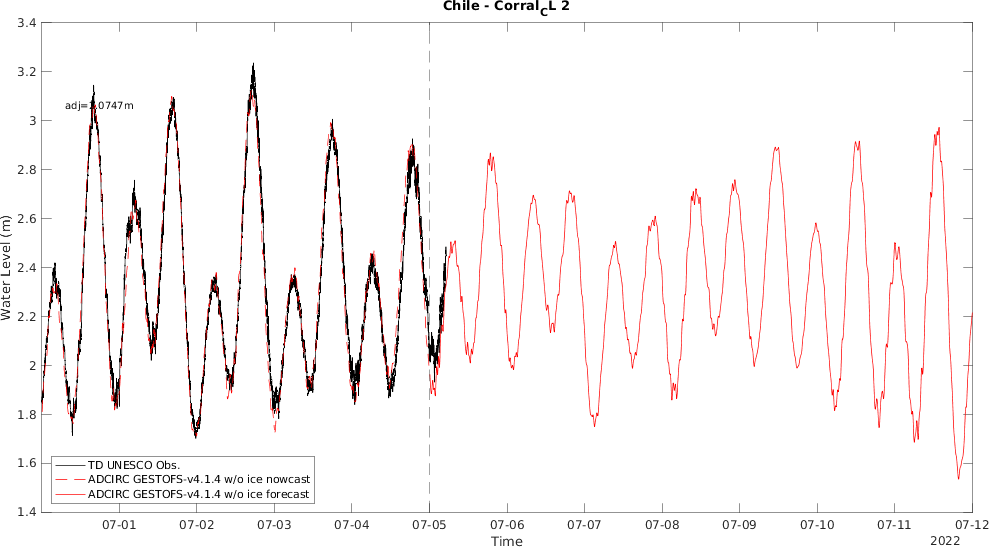 Chile - CorralCL 2
3.4
3.2
3
2.8
2.6
2.4
2.2
2
1.8
1.6
1.4
Water Level (m)
TD UNESCO Obs.
ADCIRC GESTOFS-v4.1.4 w/o ice nowcast
ADCIRC GESTOFS-v4.1.4 w/o ice forecast
07-01 07-02 07-03 07-04 07-05 07-06 07-07 07-08 07-09 07-10 07-11 07-12
Time
2022